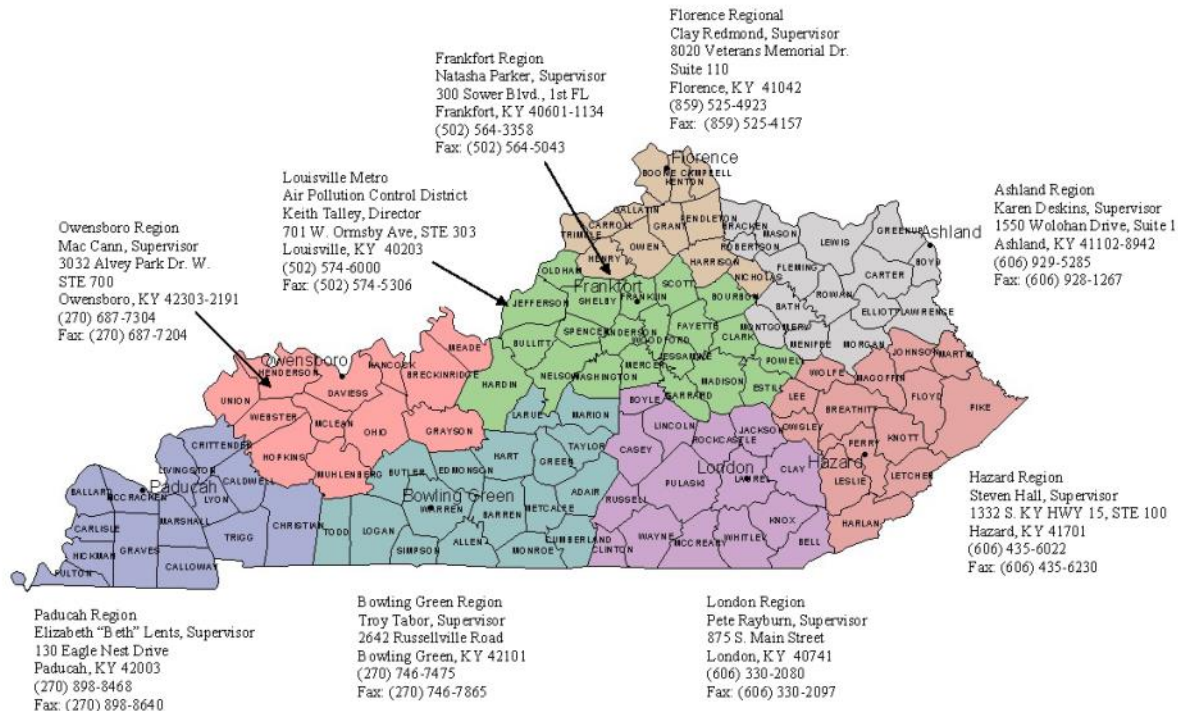 Florence Regional
Clay Redmond, Supervisor
8020 Veterans Memorial Dr.
Suite 110
Florence, KY 41042
(859) 525-4923
Fax: (859) 525-4157
Frankfort Region
Natasha Parker, Supervisor
300 Sower Blvd., 1st FL
Frankfort, KY 40601-1134
(502) 564-3358
Fax: (502) 564-5043
Louisville Metro
Air Pollution Control District
Keith Talley, Director
701 W. Ormsby Ave, STE 303
Louisville, KY 40203
(502) 574-6000
Fax: (502) 574-5306
Owensboro Region
Mac Cann, Supervisor
3032 Alvey Park Dr. W.
STE 700
Owensboro, KY 42303-2191
(270) 687-7304
Fax: (270) 687-7204
Ashland Region
Karen Deskins, Supervisor
1550 Wolohan Drive, Suite 1
Ashland, KY 41102-8942
(606) 929-5285
Fax: (606) 928-1267
Florence
BOONE
CAMPBELL
KENTON
GALLATIN
CARROLL
GRANT
PENDLETON
TRIMBLE
OWEN
HENRY
HARRISON
NICHOLAS
BRACKEN
MASON
ROBERTSON
LEWIS
GREENUP
Ashland
BOYD
FLEMING
CARTER
ROWAN
BATH
ELLIOTT
LAWRENCE
MONTGOMERY
MENIFEE
MORGAN
OLDHAM
Frankfort
SCOTT
JEFFERSON
SHELBY
FRANKLIN
BOURBON
SPENCER
ANDERSON
FAYETTE
WOODFORD
CLARK
BULLITT
JESSAMINE
POWELL
NELSON
MERCER
WASHINGTON
MADISON
ESTILL
HARDIN
GARRARD
MEADE
Owensboro
HANCOCK
HENDERSON
BRECKINRIDGE
DAVIESS
UNION
WEBSTER
MCLEAN
OHIO
GRAYSON
HOPKINS
MUHLENBERG
JOHNSON
MARTIN
WOLFE
MAGOFFIN
LEE
FLOYD
PIKE
BREATHITT
OWSLEY
PERRY
KNOTT
Hazard
LESLIE
LETCHER
HARLAN
LARUE
MARION
HART
TAYLOR
GREEN
BUTLER
EDMONSON
Bowling Green
WARREN
ADAIR
BARREN
METCALFE
TODD
LOGAN
ALLEN
SIMPSON
MONROE
CUMBERLAND
BOYLE
LINCOLN
JACKSON
ROCKCASTLE
CASEY
London
LAUREL
CLAY
PULASKI
RUSSELL
KNOX
WAYNE
WHITLEY
CLINTON
MCCREARY
BELL
CRITTENDEN
LIVINGSTON
CALDWELL
Paducah
BALLARD
MCCRACKEN
LYON
CARLISLE
MARSHALL
CHRISTIAN
TRIGG
HICKMAN
GRAVES
FULTON
CALLOWAY
Hazard Region
Steven Hall, Supervisor
1332 S. KY HWY 15, STE 100
Hazard, KY 41701
(606) 435-6022
Fax: (606) 435-6230
Paducah Region
Elizabeth “Beth” Lents, Supervisor
130 Eagle Nest Drive
Paducah, KY 42003
(270) 898-8468
Fax: (270) 898-8640
Bowling Green Region
Troy Tabor, Supervisor
2642 Russellville Road
Bowling Green, KY 42101
(270) 746-7475
Fax: (270) 746-7865
London Region
Pete Rayburn, Supervisor
875 S. Main Street
London, KY 40741
(606) 330-2080
Fax: (606) 330-2097